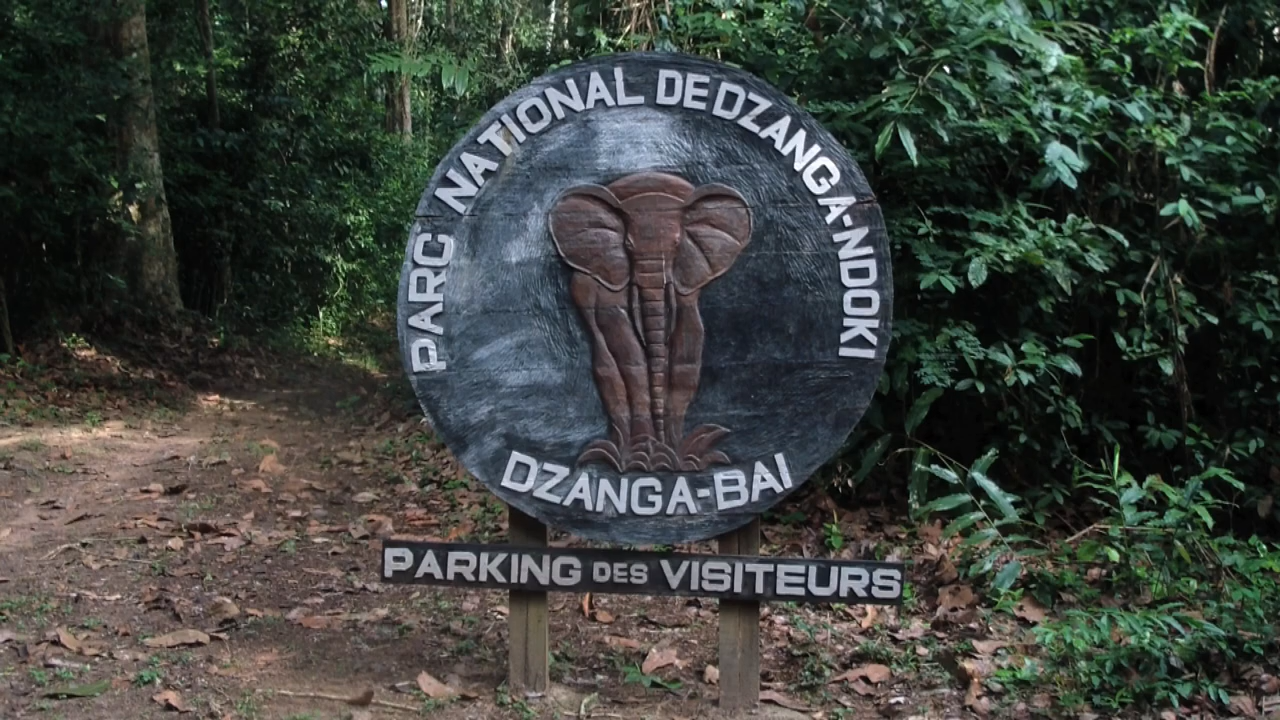 PARC NATIONAL DE DZANGA-NDOKI
DZANGA-BAI
PARKING DES VISITEURS